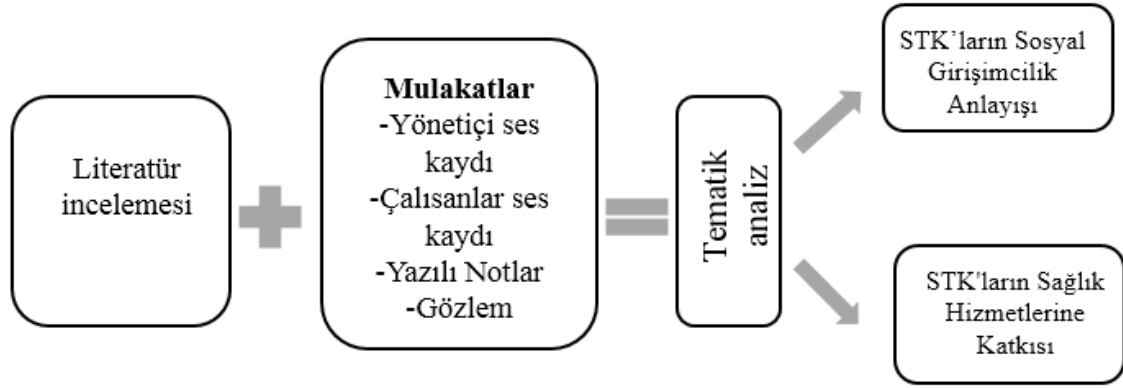 Literatür
incelemesi
Mulakatlar
-Yönetiçi ses
kaydı
-Çalısanlar ses
kaydı
-Yazılı Notlar
-Gözlem
Tematik
analiz
STK’ların Sosyal
Girişimcilik
Anlayışı
STK'ların Sağlık
Hizmetlerine
Katkısı